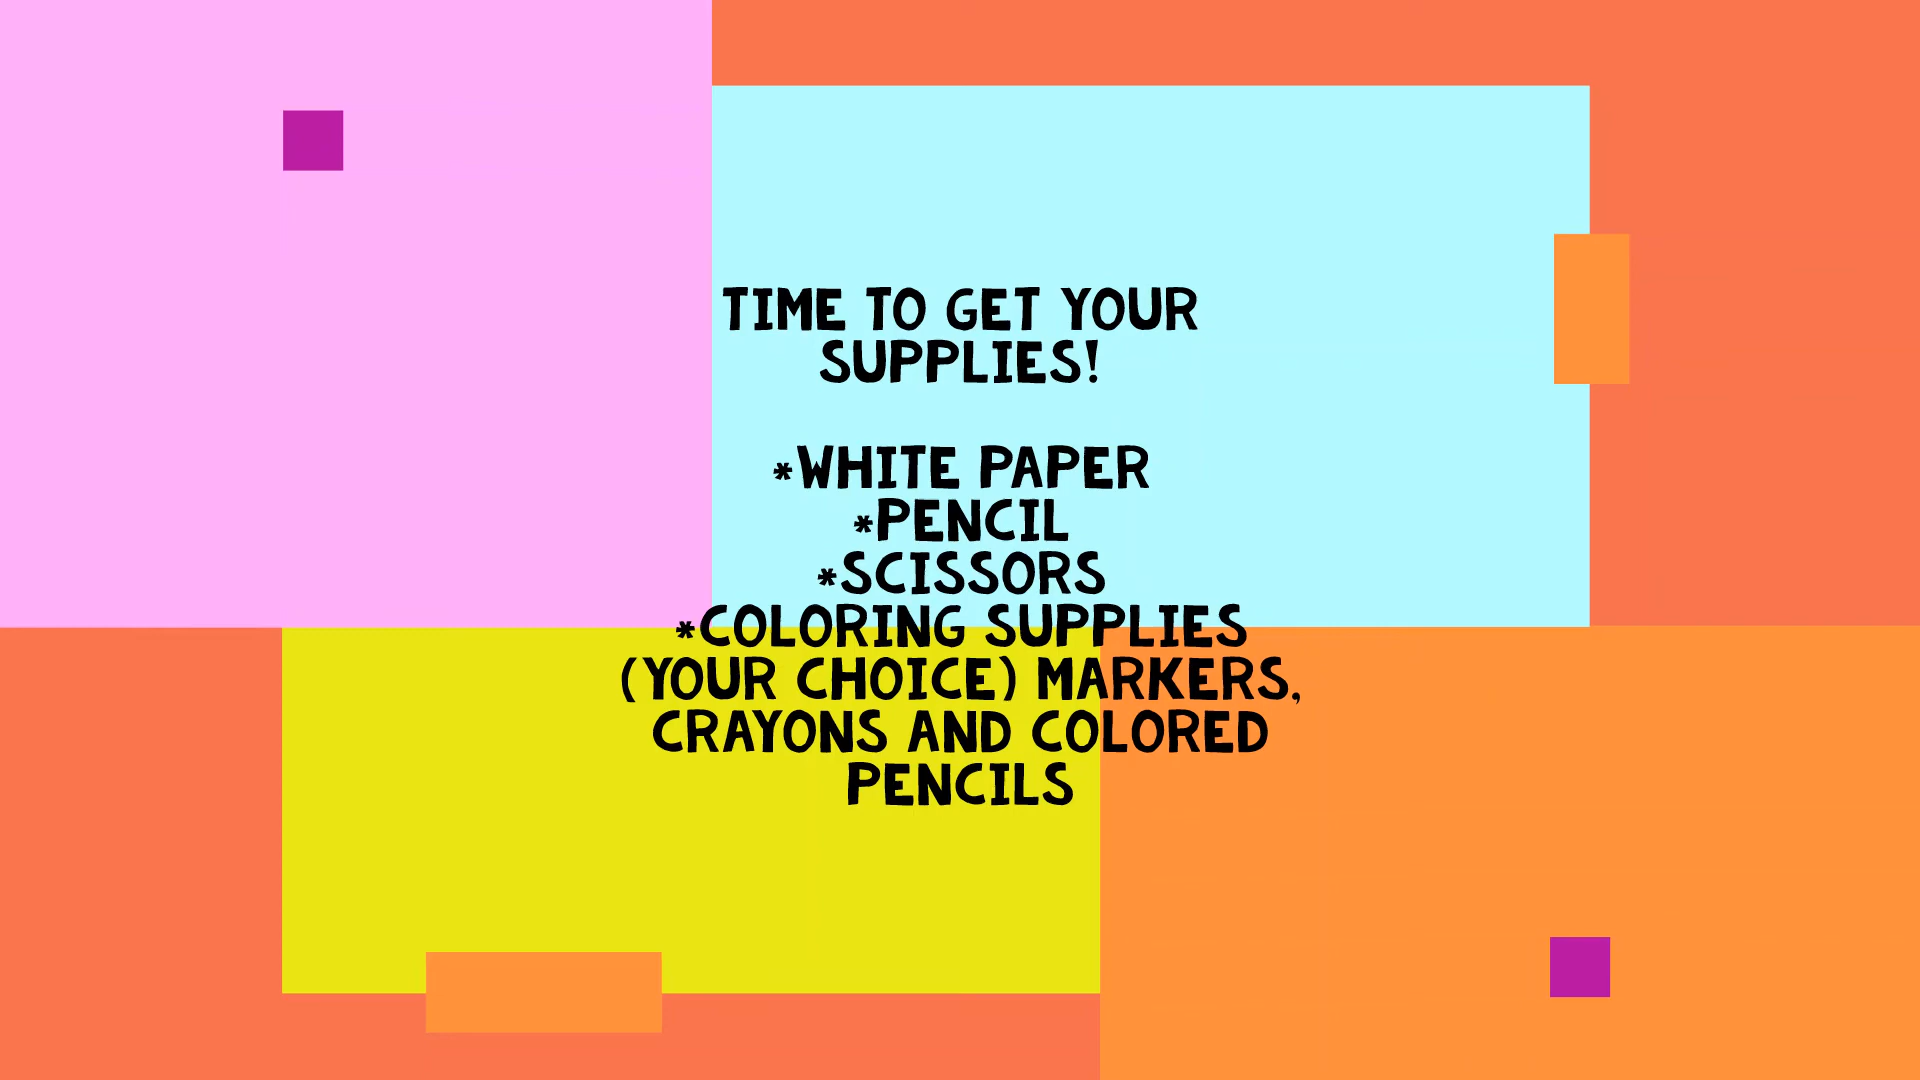 TIME TO GET YOUR
SUPPLIES!
*WHITE PAPER
*PENCIL
*SCISSORS
*COLORING SUPPLIES
(YOUR CHOICE) MARKERS,
CRAYONS AND COLORED
PENCILS